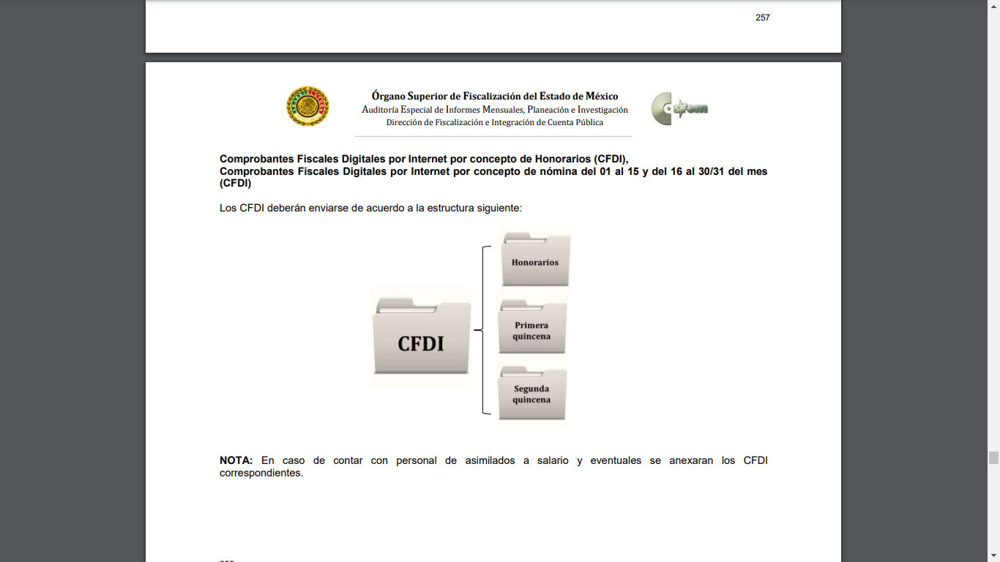 257
Órgano Superior de Fiscalización del Estado de México
Auditoría Especial de Informes Mensuales, Planeación e Investigación
Dirección de Fiscalización e Integración de Cuenta Pública
osfem
Comprobantes Fiscales Digitales por Internet por concepto de Honorarios (CFDI),
Comprobantes Fiscales Digitales por Internet por concepto de nómina del 01 al 15 y del 16 al 30/31 del mes
(CFDI)
Los CFDI deberán enviarse de acuerdo a la estructura siguiente:
Honorarios
CFDI
Primera
quincena
Segunda
quincena
NOTA: En caso de contar con personal de asimilados a salario y eventuales se anexaran los CFDI
correspondientes.